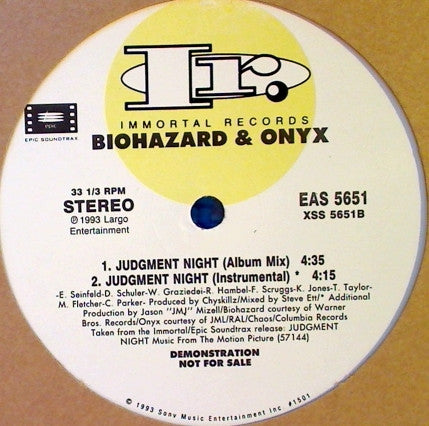 Ir.
IMMORTAL RECORDS
BIOHAZARD & ONYX
epic
EPIC SOUNDTRAX
33 1/3 RPM
STEREO
℗ 1993 Largo
Entertainment
EAS 5651
XSS 5651B
1. JUDGMENT NIGHT (Album Mix) 4:35
2. JUDGMENT NIGHT (Instrumental) * 4:15
-E. Seinfeld-D. Schuler-W. Graziedei-R. Hambel-F. Scruggs-K. Jones-T. Taylor-
M. Fletcher-C. Parker- Produced by Chyskillz/Mixed by Steve Ett/* Additional
Production by Jason "JMJ" Mizell/Biohazard courtesy of Warner
Bros. Records/Onyx courtesy of JML/RAL/Chaos/Columbia Records
Taken from the Immortal/Epic Soundtrax release: JUDGMENT
NIGHT Music From The Motion Picture (57144)
DEMONSTRATION
NOT FOR SALE
© 1993 Sony Music Entertainment Inc #1501